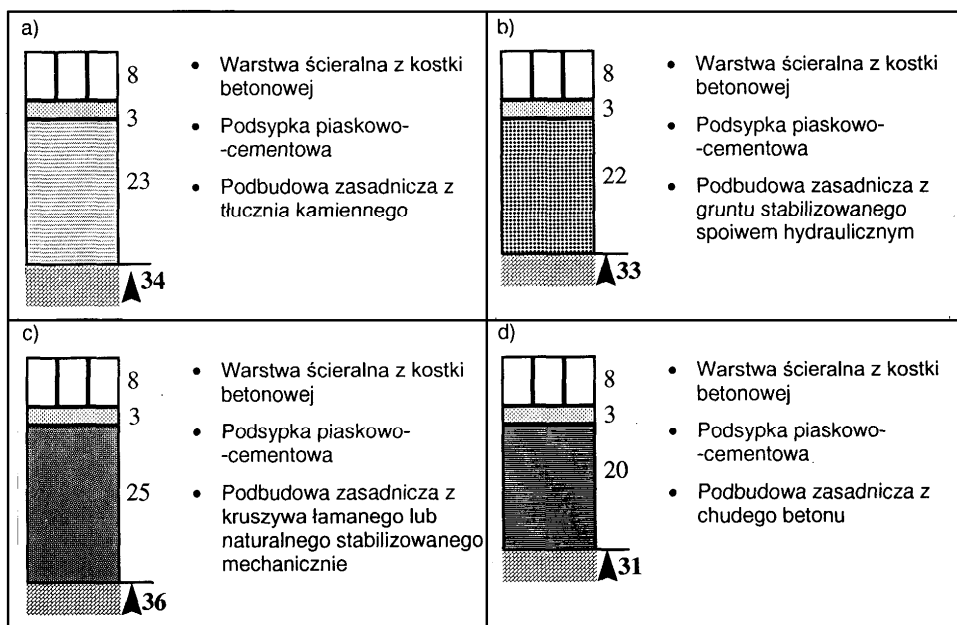 a)
8
3
23
34
• Warstwa ścieralna z kostki
betonowej
• Podsypka piaskowo-
-cementowa
• Podbudowa zasadnicza z
tłucznia kamiennego
b)
8
3
22
33
• Warstwa ścieralna z kostki
betonowej
• Podsypka piaskowo-
-cementowa
• Podbudowa zasadnicza z
gruntu stabilizowanego
spoiwem hydraulicznym
c)
8
3
25
36
• Warstwa ścieralna z kostki
betonowej
• Podsypka piaskowo-
-cementowa
• Podbudowa zasadnicza z
kruszywa łamanego lub
naturalnego stabilizowanego
mechanicznie
d)
8
3
20
31
• Warstwa ścieralna z kostki
betonowej
• Podsypka piaskowo-
-cementowa
• Podbudowa zasadnicza z
chudego betonu